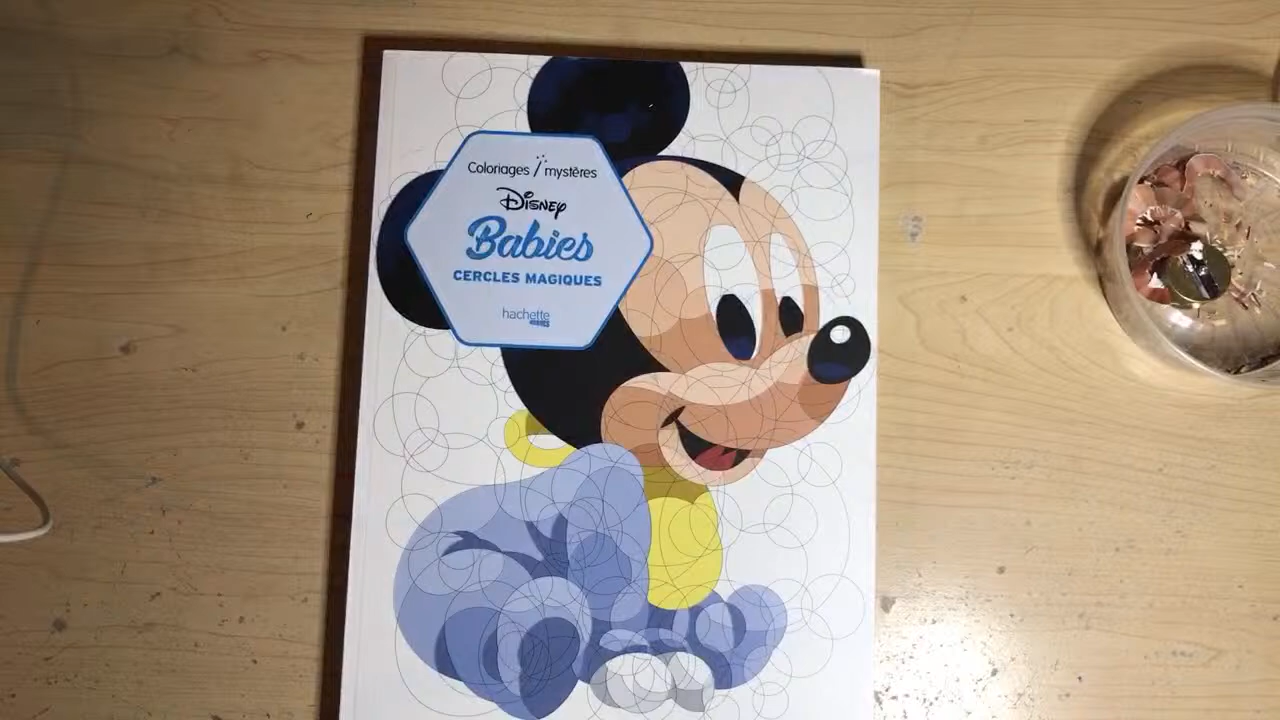 Coloriages mystères
Disney
Babies
CERCLES MAGIQUES
hachette